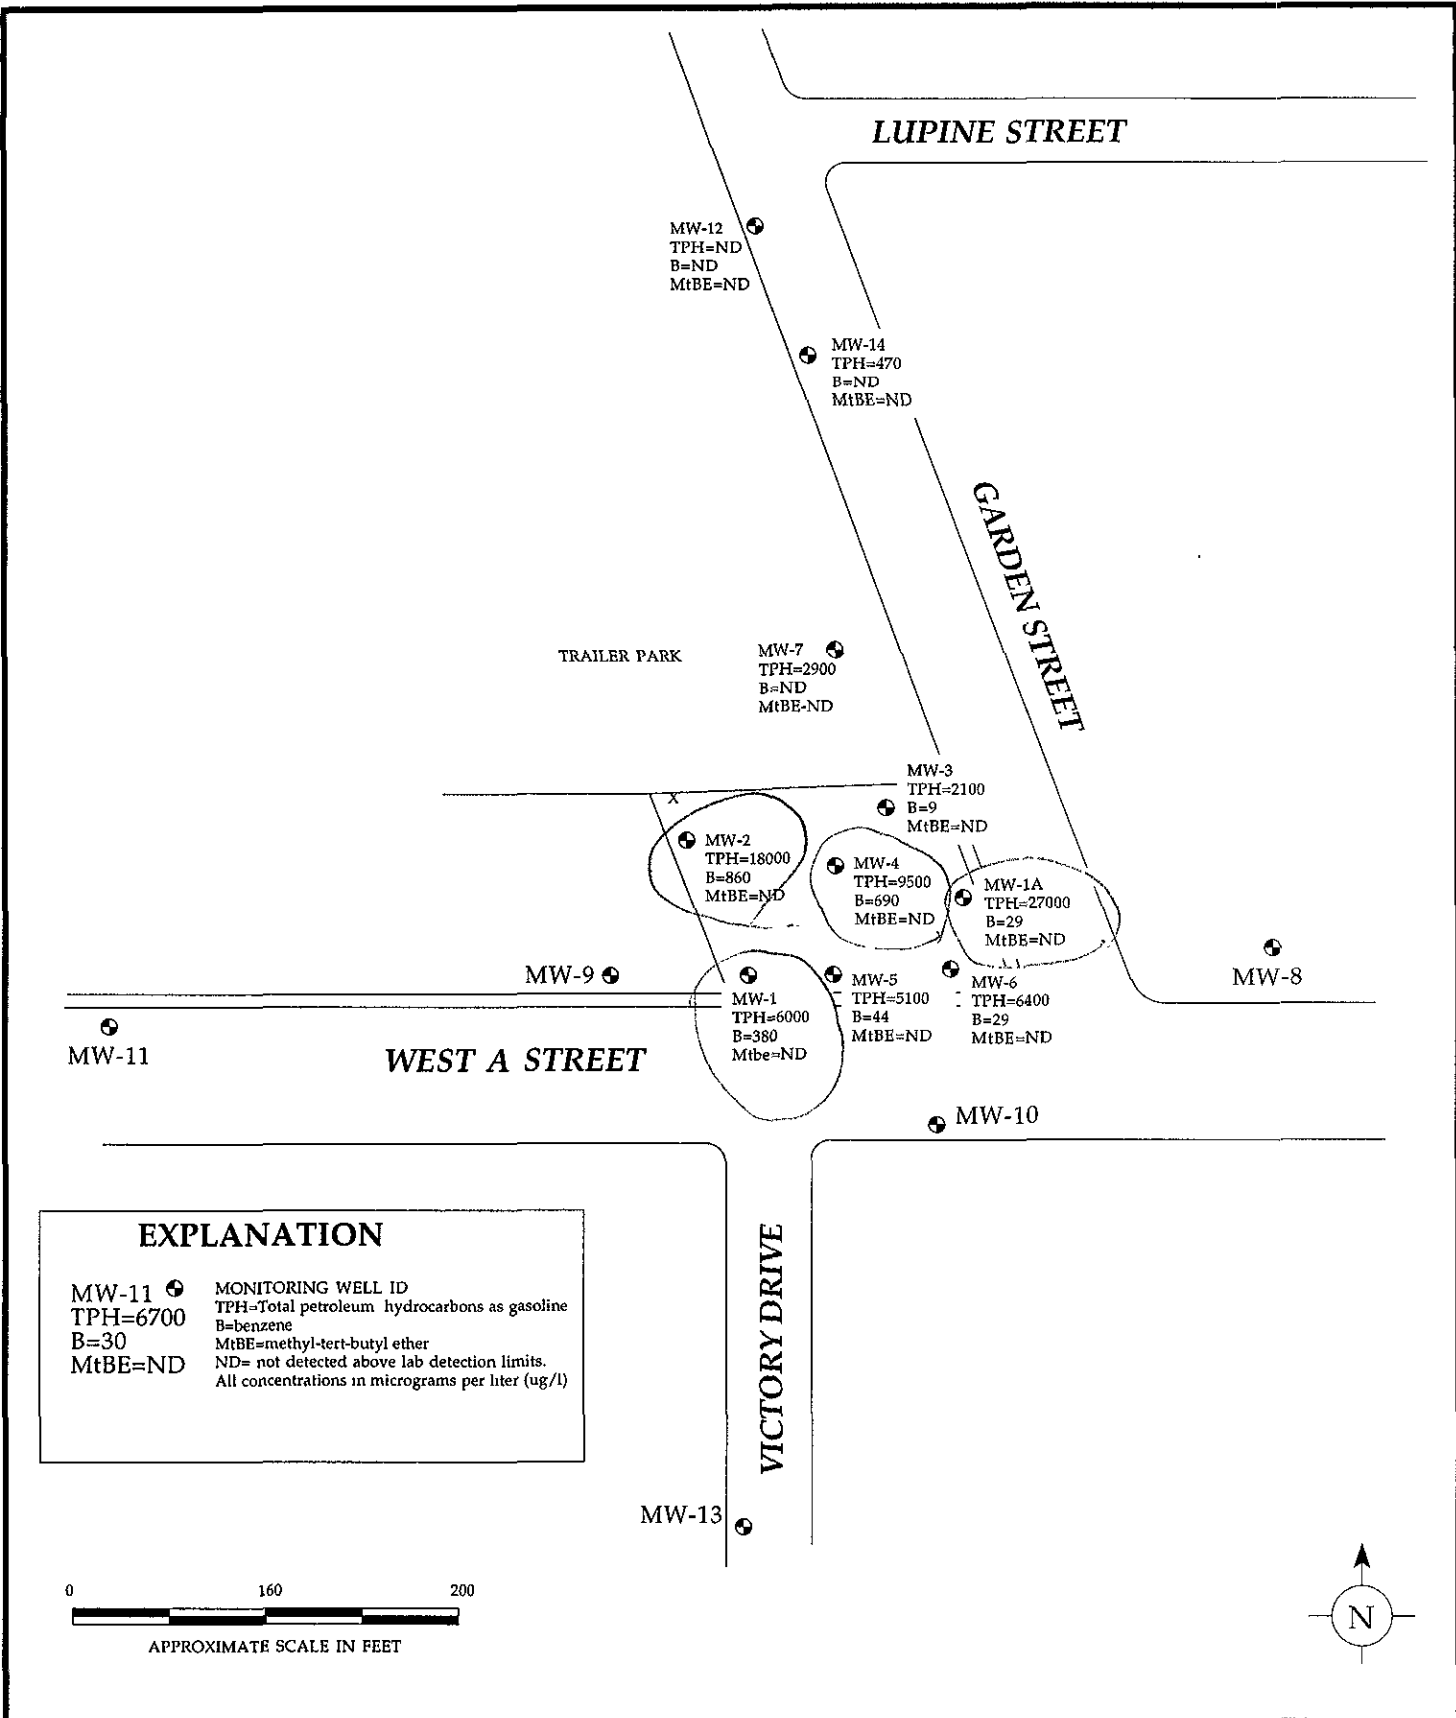 LUPINE STREET
MW-12
TPH=ND
B=ND
MtBE=ND
MW-14
TPH=470
B=ND
MtBE=ND
GARDEN STREET
TRAILER PARK
MW-7
TPH=2900
B=ND
MtBE-ND
MW-3
TPH=2100
B=9
MtBE=ND
X
MW-2
TPH=18000
B=860
MtBE=ND
MW-4
TPH=9500
B=690
MtBE=ND
MW-1A
TPH=27000
B=29
MtBE=ND
MW-9
MW-1
TPH=6000
B=380
Mtbe=ND
MW-5
TPH=5100
B=44
MtBE=ND
MW-6
TPH=6400
B=29
MtBE=ND
MW-8
MW-11
WEST A STREET
MW-10
EXPLANATION
MW-11
TPH=6700
B=30
MtBE=ND
MONITORING WELL ID
TPH=Total petroleum hydrocarbons as gasoline
B=benzene
MtBE=methyl-tert-butyl ether
ND= not detected above lab detection limits.
All concentrations in micrograms per liter (ug/l)
VICTORY DRIVE
MW-13
0 160 200
APPROXIMATE SCALE IN FEET
N